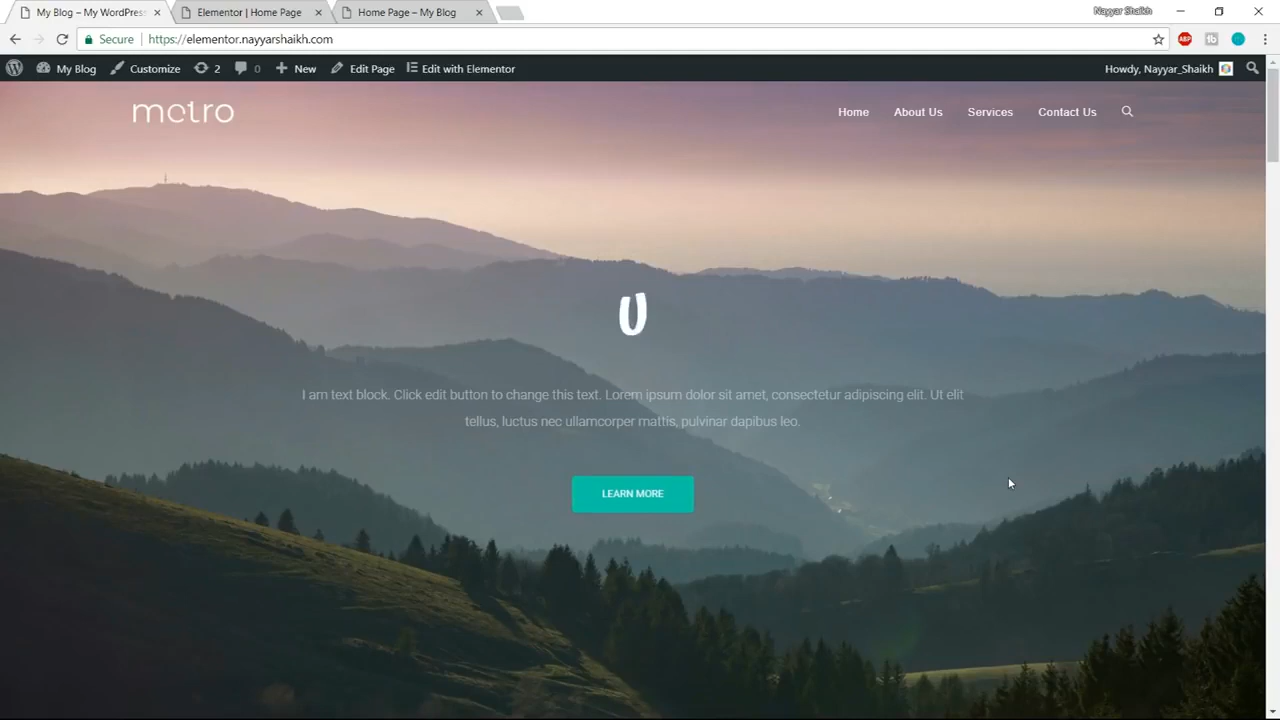 My Blog – My WordPress
Elementor | Home Page
Home Page – My Blog
Nayyar Shaikh
Secure
https://elementor.nayyarshaikh.com
ABP
tb
My Blog
Customize
2
0
New
Edit Page
Edit with Elementor
Howdy, Nayyar_Shaikh
metro
Home
About Us
Services
Contact Us
U
I am text block. Click edit button to change this text. Lorem ipsum dolor sit amet, consectetur adipiscing elit. Ut elit
tellus, luctus nec ullamcorper mattis, pulvinar dapibus leo.
LEARN MORE